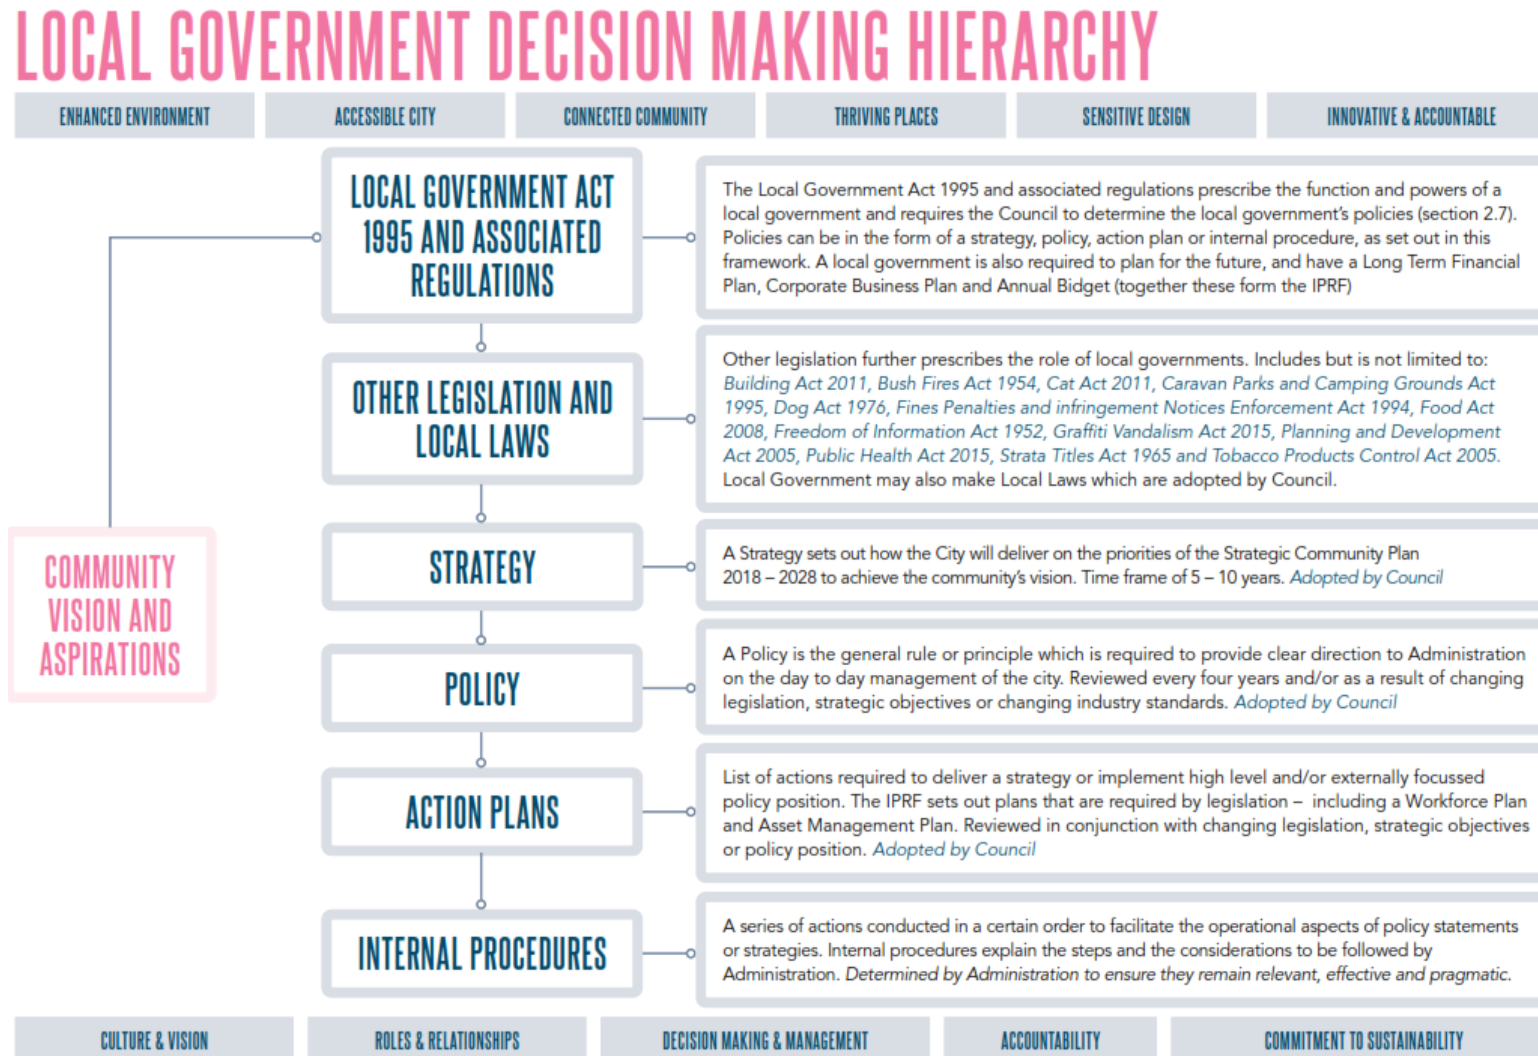 LOCAL GOVERNMENT DECISION MAKING HIERARCHY
ENHANCED ENVIRONMENT
ACCESSIBLE CITY
CONNECTED COMMUNITY
THRIVING PLACES
SENSITIVE DESIGN
INNOVATIVE & ACCOUNTABLE
COMMUNITY
VISION AND
ASPIRATIONS
LOCAL GOVERNMENT ACT
1995 AND ASSOCIATED
REGULATIONS
The Local Government Act 1995 and associated regulations prescribe the function and powers of a
local government and requires the Council to determine the local government's policies (section 2.7).
Policies can be in the form of a strategy, policy, action plan or internal procedure, as set out in this
framework. A local government is also required to plan for the future, and have a Long Term Financial
Plan, Corporate Business Plan and Annual Budget (together these form the IPRF)
OTHER LEGISLATION AND
LOCAL LAWS
Other legislation further prescribes the role of local governments. Includes but is not limited to:
Building Act 2011, Bush Fires Act 1954, Cat Act 2011, Caravan Parks and Camping Grounds Act
1995, Dog Act 1976, Fines Penalties and infringement Notices Enforcement Act 1994, Food Act
2008, Freedom of Information Act 1952, Graffiti Vandalism Act 2015, Planning and Development
Act 2005, Public Health Act 2015, Strata Titles Act 1965 and Tobacco Products Control Act 2005.
Local Government may also make Local Laws which are adopted by Council.
STRATEGY
A Strategy sets out how the City will deliver on the priorities of the Strategic Community Plan
2018 – 2028 to achieve the community's vision. Time frame of 5 – 10 years. Adopted by Council
POLICY
A Policy is the general rule or principle which is required to provide clear direction to Administration
on the day to day management of the city. Reviewed every four years and/or as a result of changing
legislation, strategic objectives or changing industry standards. Adopted by Council
ACTION PLANS
List of actions required to deliver a strategy or implement high level and/or externally focussed
policy position. The IPRF sets out plans that are required by legislation – including a Workforce Plan
and Asset Management Plan. Reviewed in conjunction with changing legislation, strategic objectives
or policy position. Adopted by Council
INTERNAL PROCEDURES
A series of actions conducted in a certain order to facilitate the operational aspects of policy statements
or strategies. Internal procedures explain the steps and the considerations to be followed by
Administration. Determined by Administration to ensure they remain relevant, effective and pragmatic.
CULTURE & VISION
ROLES & RELATIONSHIPS
DECISION MAKING & MANAGEMENT
ACCOUNTABILITY
COMMITMENT TO SUSTAINABILITY